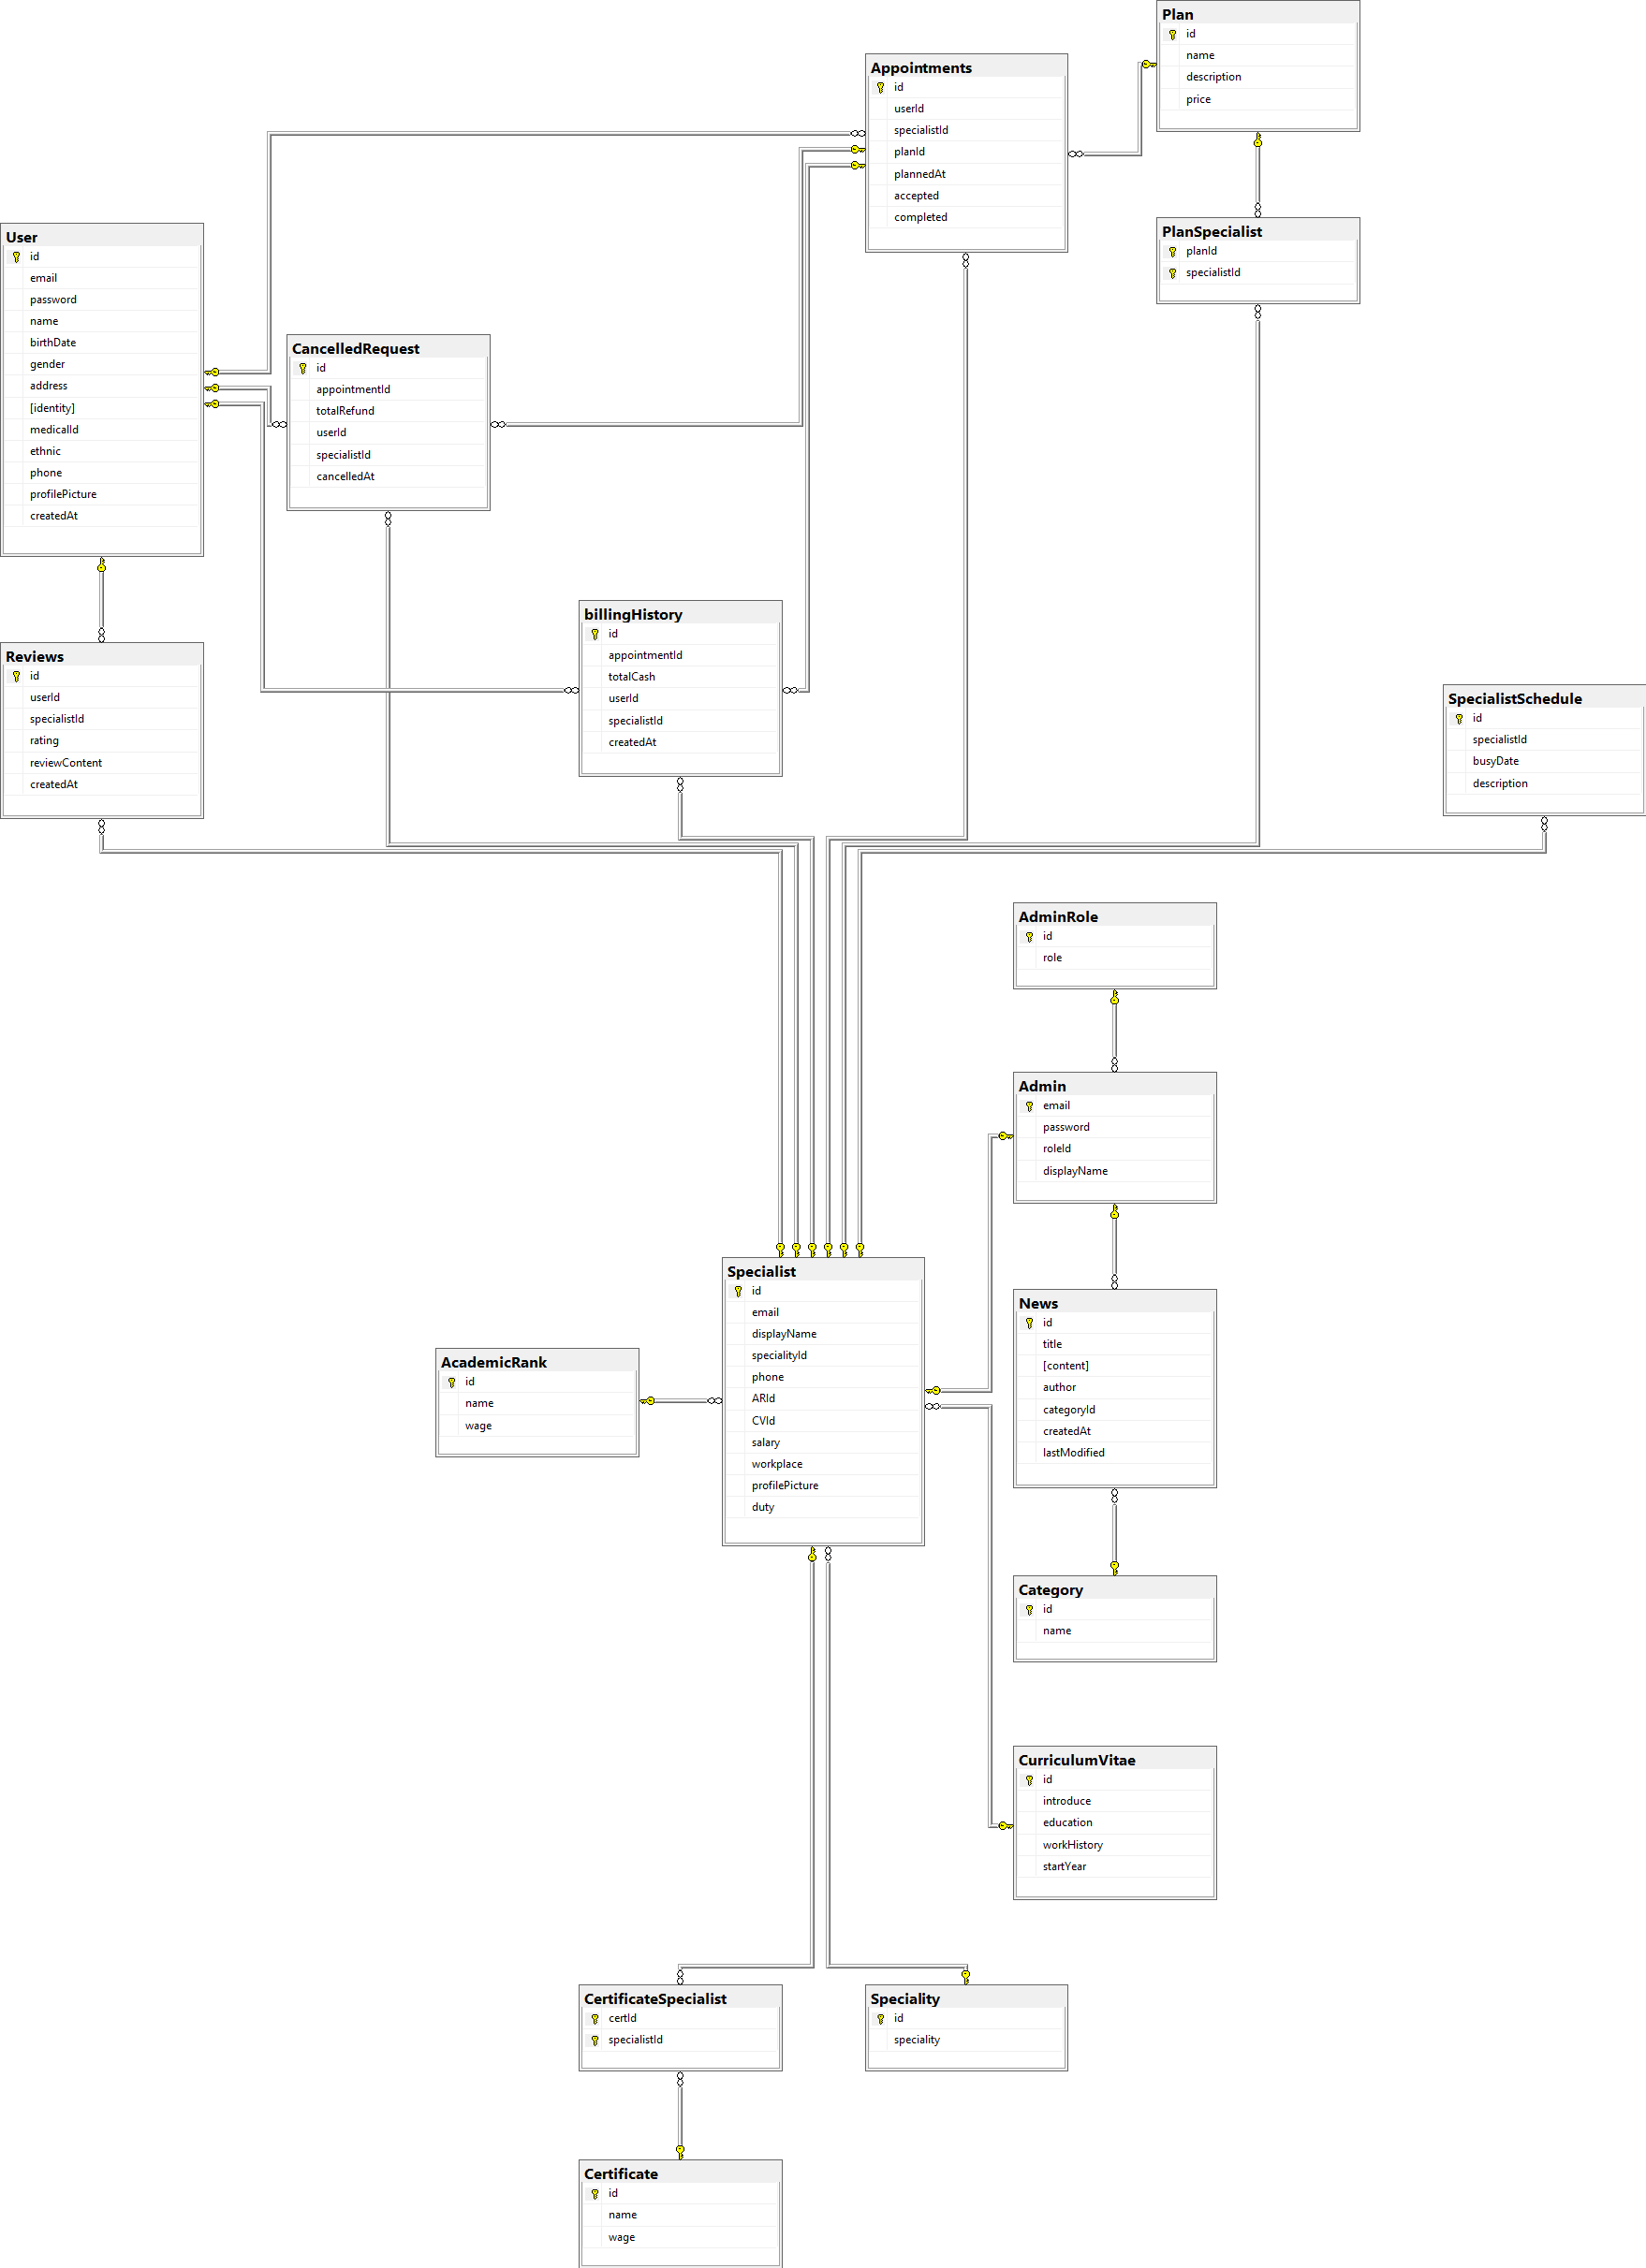 Plan
id
name
description
price
Appointments
id
userId
specialistId
planId
plannedAt
accepted
completed
PlanSpecialist
planId
specialistId
User
id
email
password
name
birthDate
gender
address
[identity]
medicalId
ethnic
phone
profilePicture
createdAt
CancelledRequest
id
appointmentId
totalRefund
userId
specialistId
cancelledAt
billingHistory
id
appointmentId
totalCash
userId
specialistId
createdAt
Reviews
id
userId
specialistId
rating
reviewContent
createdAt
SpecialistSchedule
id
specialistId
busyDate
description
AdminRole
id
role
Admin
email
password
roleId
displayName
Specialist
id
email
displayName
specialityId
phone
ARId
CVId
salary
workplace
profilePicture
duty
News
id
title
[content]
author
categoryId
createdAt
lastModified
AcademicRank
id
name
wage
Category
id
name
CurriculumVitae
id
introduce
education
workHistory
startYear
CertificateSpecialist
certId
specialistId
Speciality
id
speciality
Certificate
id
name
wage